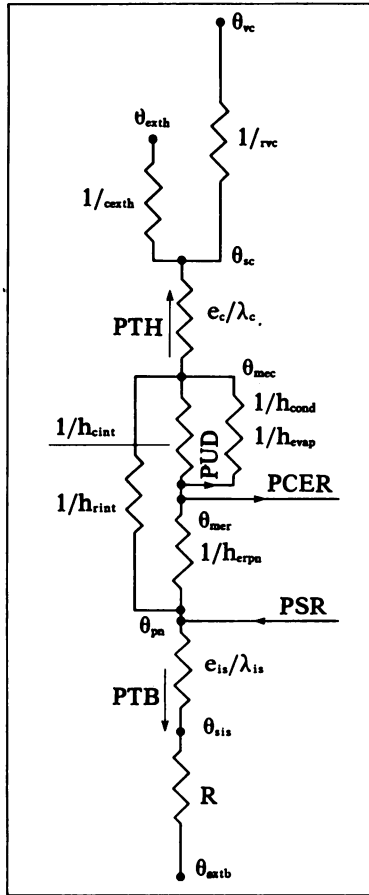 θvc
θexth
1/rvc
1/cexth
θsc
PTH
ec/λc
θmec
1/hcint
PUD
1/hcond
1/hevap
PCER
1/hrint
θmer
1/herpn
θpn
PSR
eis/λis
PTB
θsis
R
θextb